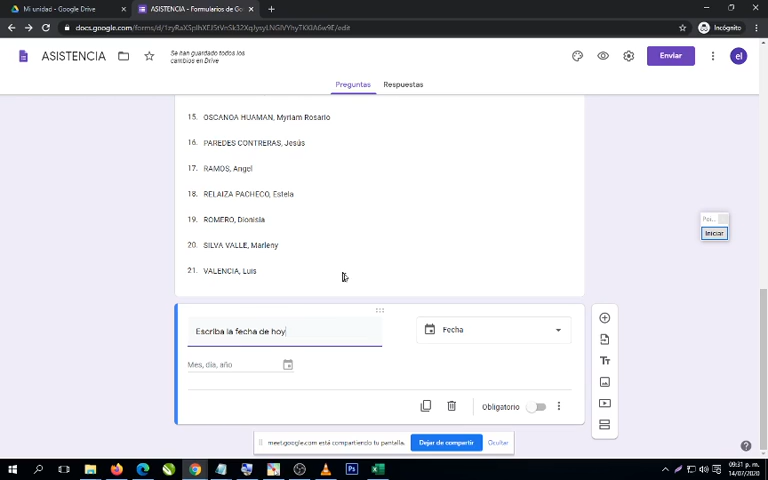 Mi unidad - Google Drive
ASISTENCIA - Formularios de Go
docs.google.com
Incógnito
ASISTENCIA
Se han guardado todos los
cambios en Drive
Enviar
el
Preguntas
Respuestas
15. OSCANOA HUAMAN, Myriam Rosario
16. PAREDES CONTRERAS, Jesús
17. RAMOS, Angel
18. RELAIZA PACHECO, Estela
19. ROMERO, Dionisia
20. SILVA VALLE, Marleny
21. VALENCIA, Luis
Iniciar
Escriba la fecha de hoy
Fecha
Mes, día, año
Obligatorio
meet.google.com está compartiendo tu pantalla.
Dejar de compartir
Ocultar
09:31 p. m.
14/07/2020